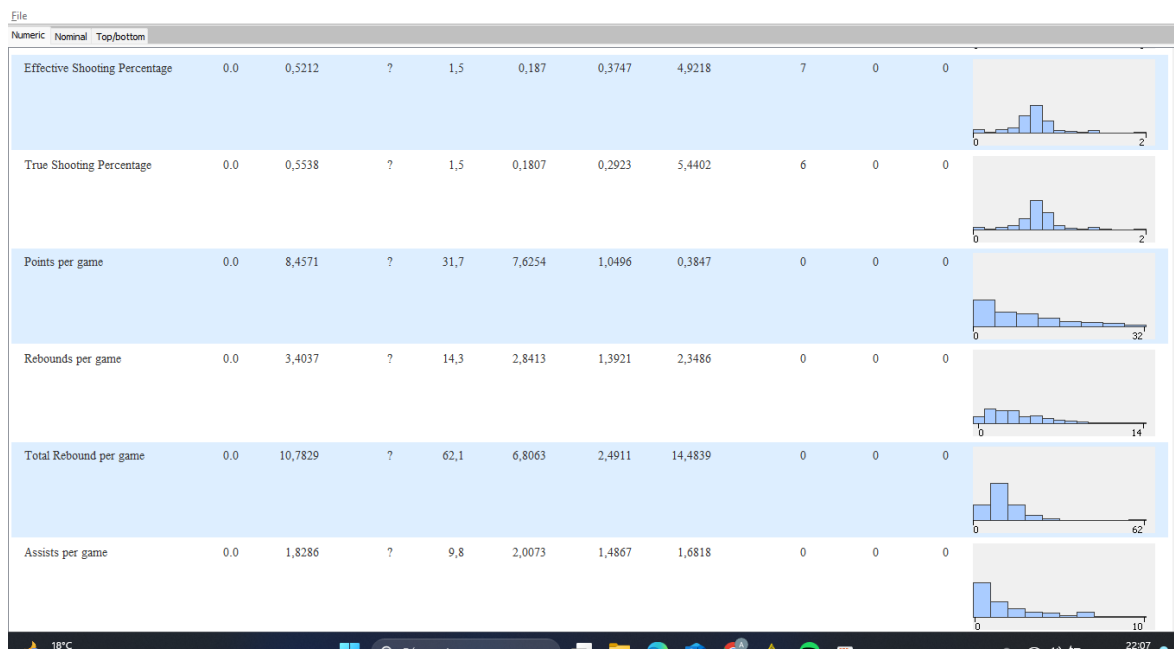 File
Numeric Nominal Top/bottom
Effective Shooting Percentage 0.0 0,5212 ? 1,5 0,187 0,3747 4,9218 7 0 0
0 2
True Shooting Percentage 0.0 0,5538 ? 1,5 0,1807 0,2923 5,4402 6 0 0
0 2
Points per game 0.0 8,4571 ? 31,7 7,6254 1,0496 0,3847 0 0 0
0 32
Rebounds per game 0.0 3,4037 ? 14,3 2,8413 1,3921 2,3486 0 0 0
0 14
Total Rebound per game 0.0 10,7829 ? 62,1 6,8063 2,4911 14,4839 0 0 0
0 62
Assists per game 0.0 1,8286 ? 9,8 2,0073 1,4867 1,6818 0 0 0
0 10
18°C 22:07